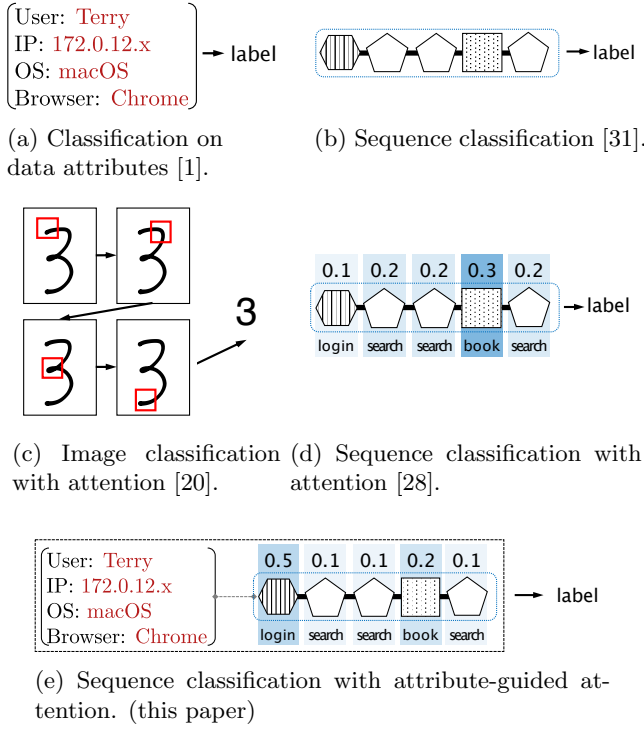 User: Terry
IP: 172.0.12.x
OS: macOS
Browser: Chrome
label
label
(a) Classification on
data attributes [1].
(b) Sequence classification [31].
3
0.1 0.2 0.2 0.3 0.2
label
login search search book search
(c) Image classification
with attention [20].
(d) Sequence classification with
attention [28].
User: Terry
IP: 172.0.12.x
OS: macOS
Browser: Chrome
0.5 0.1 0.1 0.2 0.1
label
login search search book search
(e) Sequence classification with attribute-guided at-
tention. (this paper)